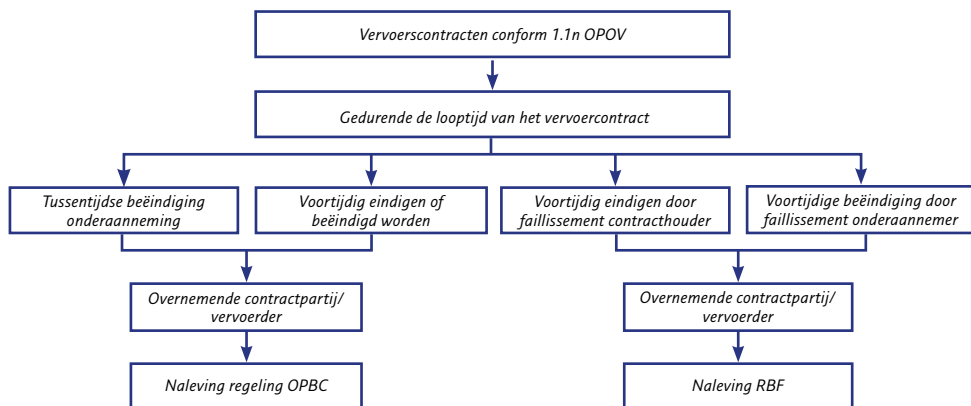 Vervoerscontracten conform 1.1n OPOV
Gedurende de looptijd van het vervoercontract
Tussentijdse beëindiging
onderaanneming
Voortijdig eindigen of
beëindigd worden
Voortijdig eindigen door
faillissement contracthouder
Voortijdige beëindiging door
faillissement onderaannemer
Overnemende contractpartij/
vervoerder
Overnemende contractpartij/
vervoerder
Naleving regeling OPBC
Naleving RBF